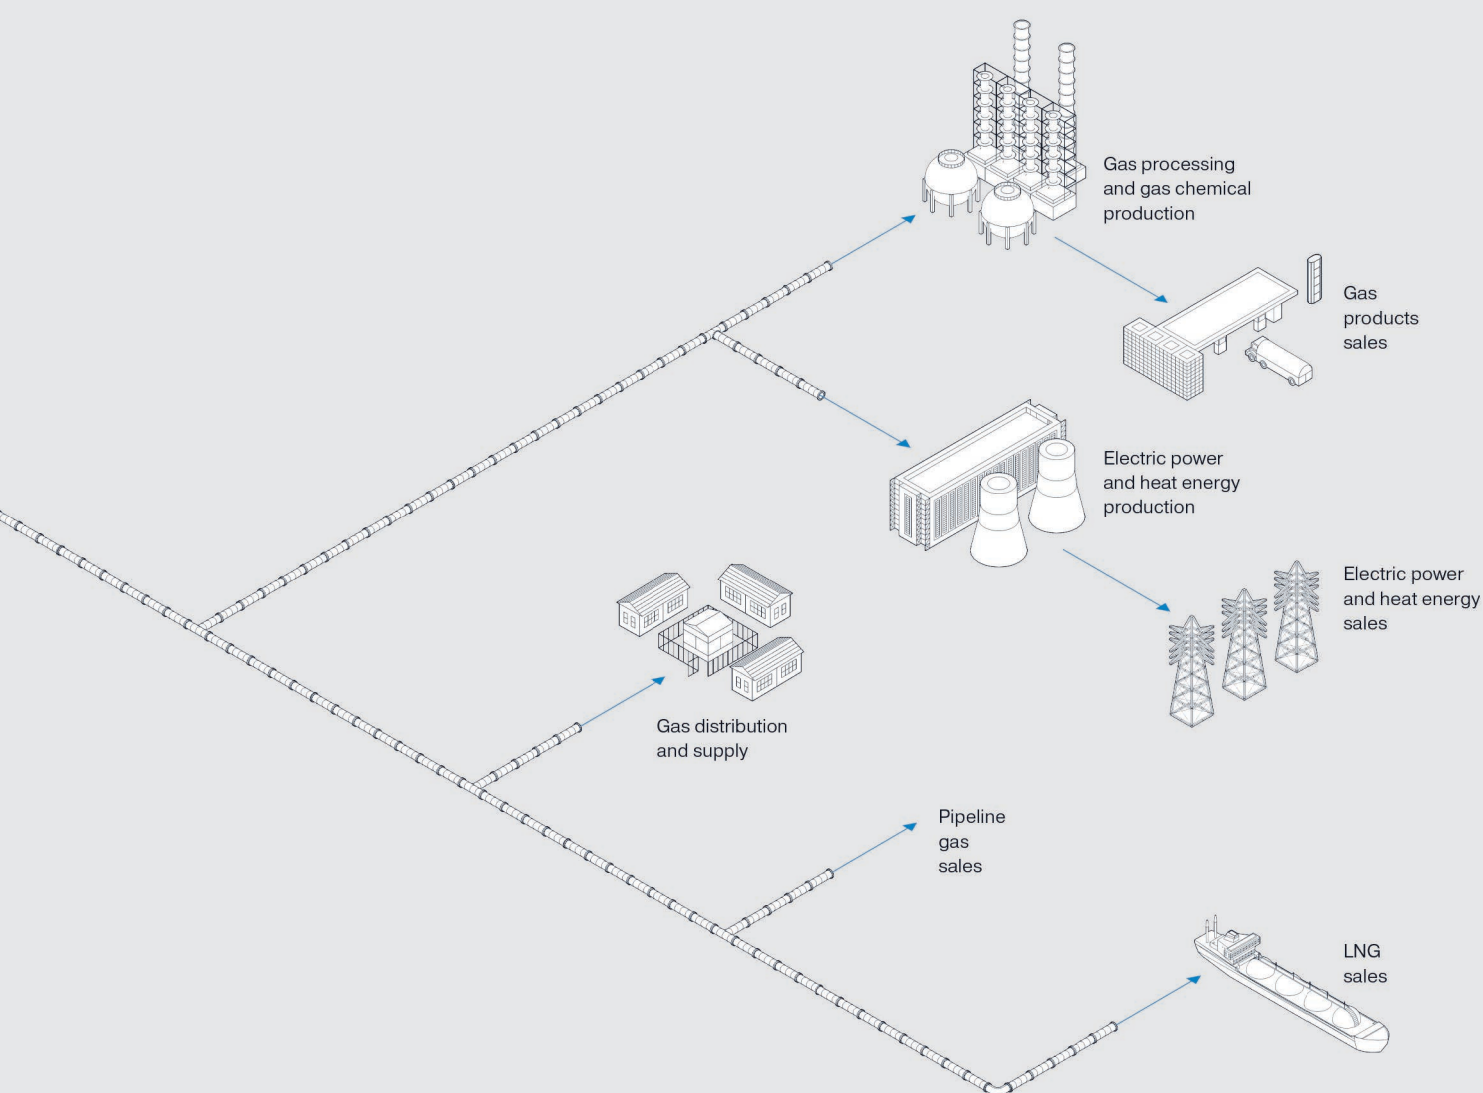 Gas processing
and gas chemical
production
Gas
products
sales
Electric power
and heat energy
production
Electric power
and heat energy
sales
Gas distribution
and supply
Pipeline
gas
sales
LNG
sales